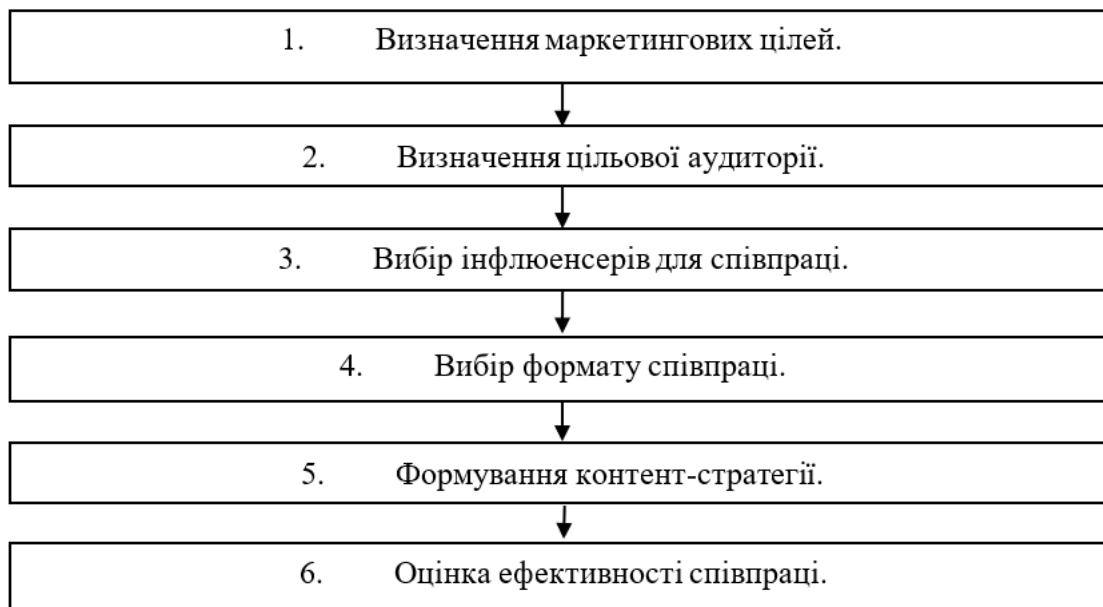 1. Визначення маркетингових цілей.
2. Визначення цільової аудиторії.
3. Вибір інфлюенсерів для співпраці.
4. Вибір формату співпраці.
5. Формування контент-стратегії.
6. Оцінка ефективності співпраці.